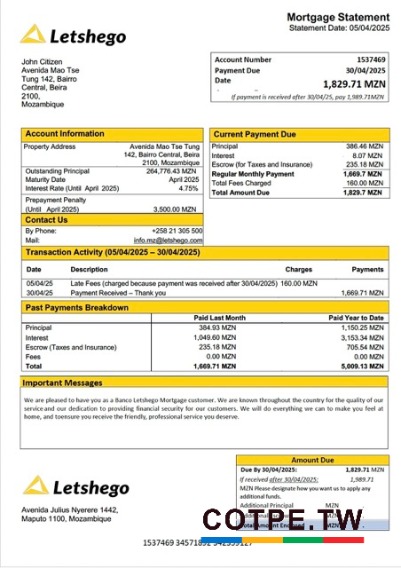 Mortgage Statement
Statement Date: 05/04/2025
Letshego
John Citizen
Avenida Mao Tse
Tung 142, Bairro
Central, Beira
2100,
Mozambique
Account Number 1537469
Payment Due 30/04/2025
Date
1,829.71 MZN
if payment is received after 30/04/25, pay 1,989.71MZN
Account Information
Property Address Avenida Mao Tse Tung
142, Bairro Central, Beira
2100, Mozambique
Outstanding Principal 264,776.43 MZN
Maturity Date April 2025
Interest Rate (Until April 2025) 4.75%
Prepayment Penalty
(Until April 2025) 3,500.00 MZN
Contact Us
By Phone: +258 21 305 500
Mail: info.mz@letshego.com
Current Payment Due
Principal 386.46 MZN
Interest 8.07 MZN
Escrow (for Taxes and Insurance) 235.18 MZN
Regular Monthly Payment 1,669.7 MZN
Total Fees Charged 160.00 MZN
Total Amount Due 1,829.7 MZN
Transaction Activity (05/04/2025 – 30/04/2025)
Date Description Charges Payments
05/04/25 Late Fees (charged because payment was received after 30/04/2025) 160.00 MZN
30/04/25 Payment Received – Thank you 1,669.71 MZN
Past Payments Breakdown
Paid Last Month Paid Year to Date
Principal 384.93 MZN 1,150.25 MZN
Interest 1,049.60 MZN 3,153.34 MZN
Escrow (Taxes and Insurance) 235.18 MZN 705.54 MZN
Fees 0.00 MZN 0.00 MZN
Total 1,669.71 MZN 5,009.13 MZN
Important Messages
We are pleased to have you as a Banco Letshego Mortgage customer. We are known throughout the country for the quality of our
service and our dedication to providing financial security for our customers. We will do everything we can to make you feel at
home, and toensure you receive the friendly, professional service you deserve.
Letshego
Avenida Julius Nyerere 1442,
Maputo 1100, Mozambique
Amount Due
Due By 30/04/2025: 1,829.71 MZN
if received after 30/04/2025: 1,989.71
MZN Please designate how you want us to apply any
additional funds.
Additional Principal MZN
Total Amount
COTPE.TW
1537469 34571892